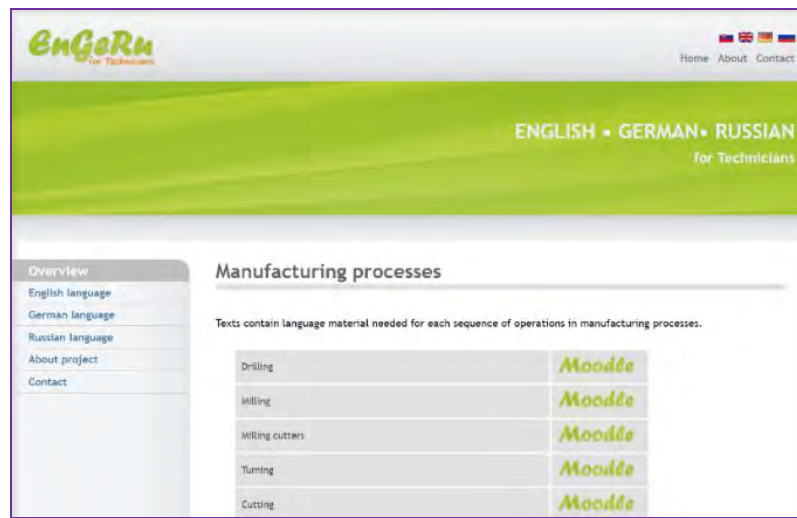 EnGeRu
for Technicians
Home About Contact
ENGLISH • GERMAN• RUSSIAN
for Technicians
Overview
English language
German language
Russian language
About project
Contact
Manufacturing processes
Texts contain language material needed for each sequence of operations in manufacturing processes.
Drilling Moodle
Milling Moodle
Milling cutters Moodle
Turning Moodle
Cutting Moodle